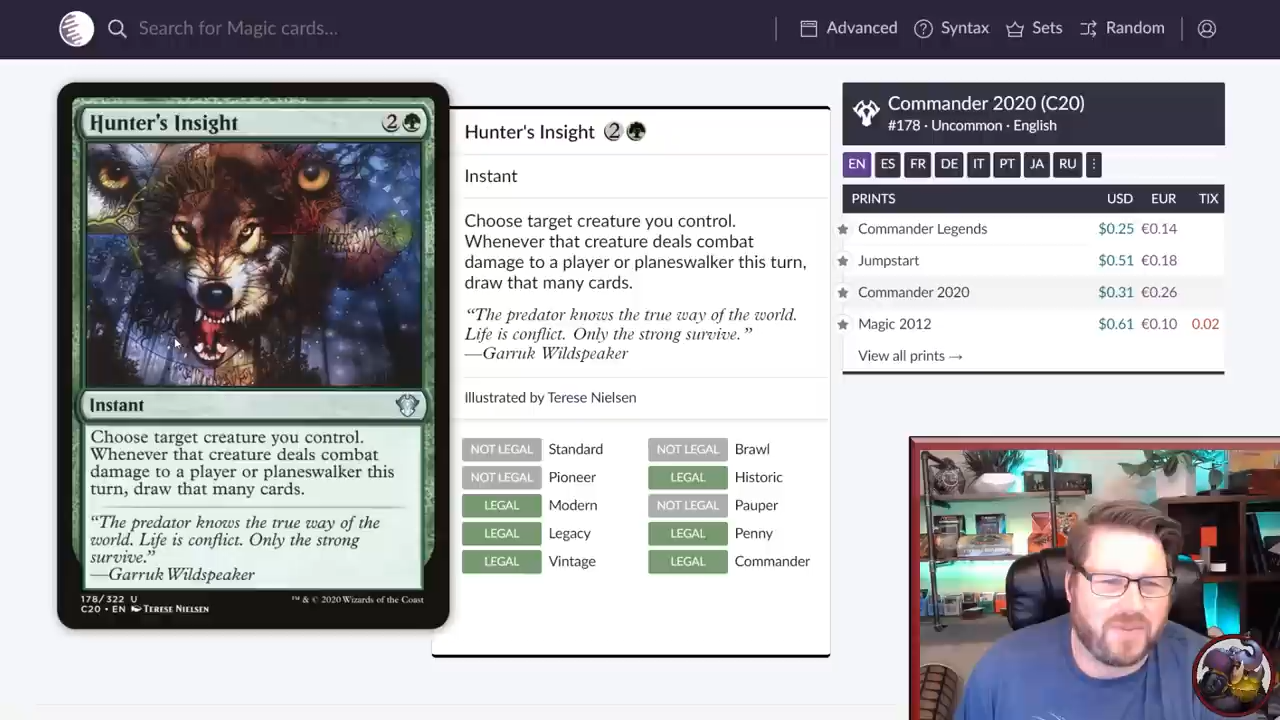 Search for Magic cards...
Advanced
Syntax
Sets
Random
Hunter's Insight 2
Instant
Choose target creature you control.
Whenever that creature deals combat
damage to a player or planeswalker this
turn, draw that many cards.
“The predator knows the true way of the
world. Life is conflict. Only the strong
survive.”
—Garruk Wildspeaker
178/322 U
C20 • EN TERESE NIELSEN
™ & © 2020 Wizards of the Coast
Hunter's Insight 2
Instant
Choose target creature you control.
Whenever that creature deals combat
damage to a player or planeswalker this turn,
draw that many cards.
“The predator knows the true way of the world.
Life is conflict. Only the strong survive.”
—Garruk Wildspeaker
Illustrated by Terese Nielsen
NOT LEGAL Standard NOT LEGAL Brawl
NOT LEGAL Pioneer LEGAL Historic
LEGAL Modern NOT LEGAL Pauper
LEGAL Legacy LEGAL Penny
LEGAL Vintage LEGAL Commander
Commander 2020 (C20)
#178 · Uncommon · English
EN ES FR DE IT PT JA RU
PRINTS USD EUR TIX
Commander Legends $0.25 €0.14
Jumpstart $0.51 €0.18
Commander 2020 $0.31 €0.26
Magic 2012 $0.61 €0.10 0.02
View all prints →